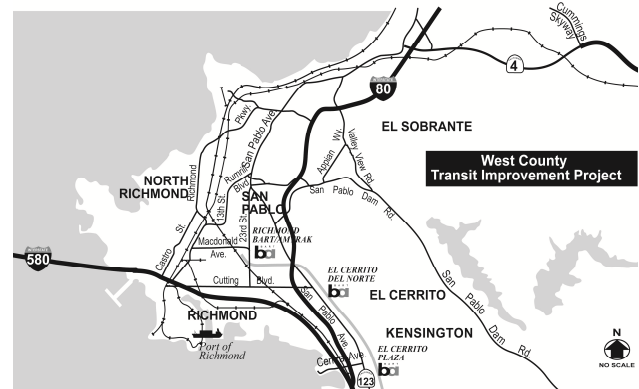 Cummings
Skyway
4
80
EL SOBRANTE
West County
Transit Improvement Project
Pkwy.
San Pablo Ave.
Appian Wy.
Valley View Rd
Richmond
Rumrill
Blvd.
13th St.
NORTH
RICHMOND
SAN
PABLO
San Pablo Dam Rd
23rd St.
RICHMOND
BART/AMTRAK
ba
Castro St.
Macdonald
Ave.
580
Cutting Blvd.
EL CERRITO
DEL NORTE
ba
San Pablo Ave.
EL CERRITO
San Pablo Dam Rd
RICHMOND
Port of
Richmond
KENSINGTON
EL CERRITO
PLAZA
ba
Central Ave.
123
N
NO SCALE